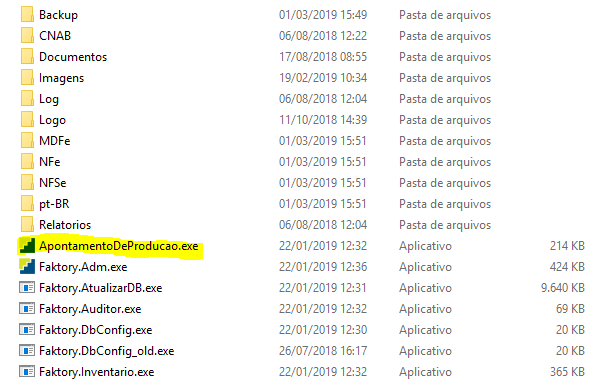 Backup 01/03/2019 15:49 Pasta de arquivos
CNAB 06/08/2018 12:22 Pasta de arquivos
Documentos 17/08/2018 08:55 Pasta de arquivos
Imagens 19/02/2019 10:34 Pasta de arquivos
Log 06/08/2018 12:04 Pasta de arquivos
Logo 11/10/2018 14:39 Pasta de arquivos
MDFe 01/03/2019 15:51 Pasta de arquivos
NFe 01/03/2019 15:51 Pasta de arquivos
NFSe 01/03/2019 15:51 Pasta de arquivos
pt-BR 01/03/2019 15:51 Pasta de arquivos
Relatorios 06/08/2018 12:04 Pasta de arquivos
ApontamentoDeProducao.exe 22/01/2019 12:32 Aplicativo 214 KB
Faktory.Adm.exe 22/01/2019 12:36 Aplicativo 424 KB
Faktory.AtualizarDB.exe 22/01/2019 12:32 Aplicativo 9.640 KB
Faktory.Auditor.exe 22/01/2019 12:32 Aplicativo 69 KB
Faktory.DbConfig.exe 22/01/2019 12:30 Aplicativo 20 KB
Faktory.DbConfig_old.exe 26/07/2018 16:17 Aplicativo 20 KB
Faktory.Inventario.exe 22/01/2019 12:32 Aplicativo 365 KB